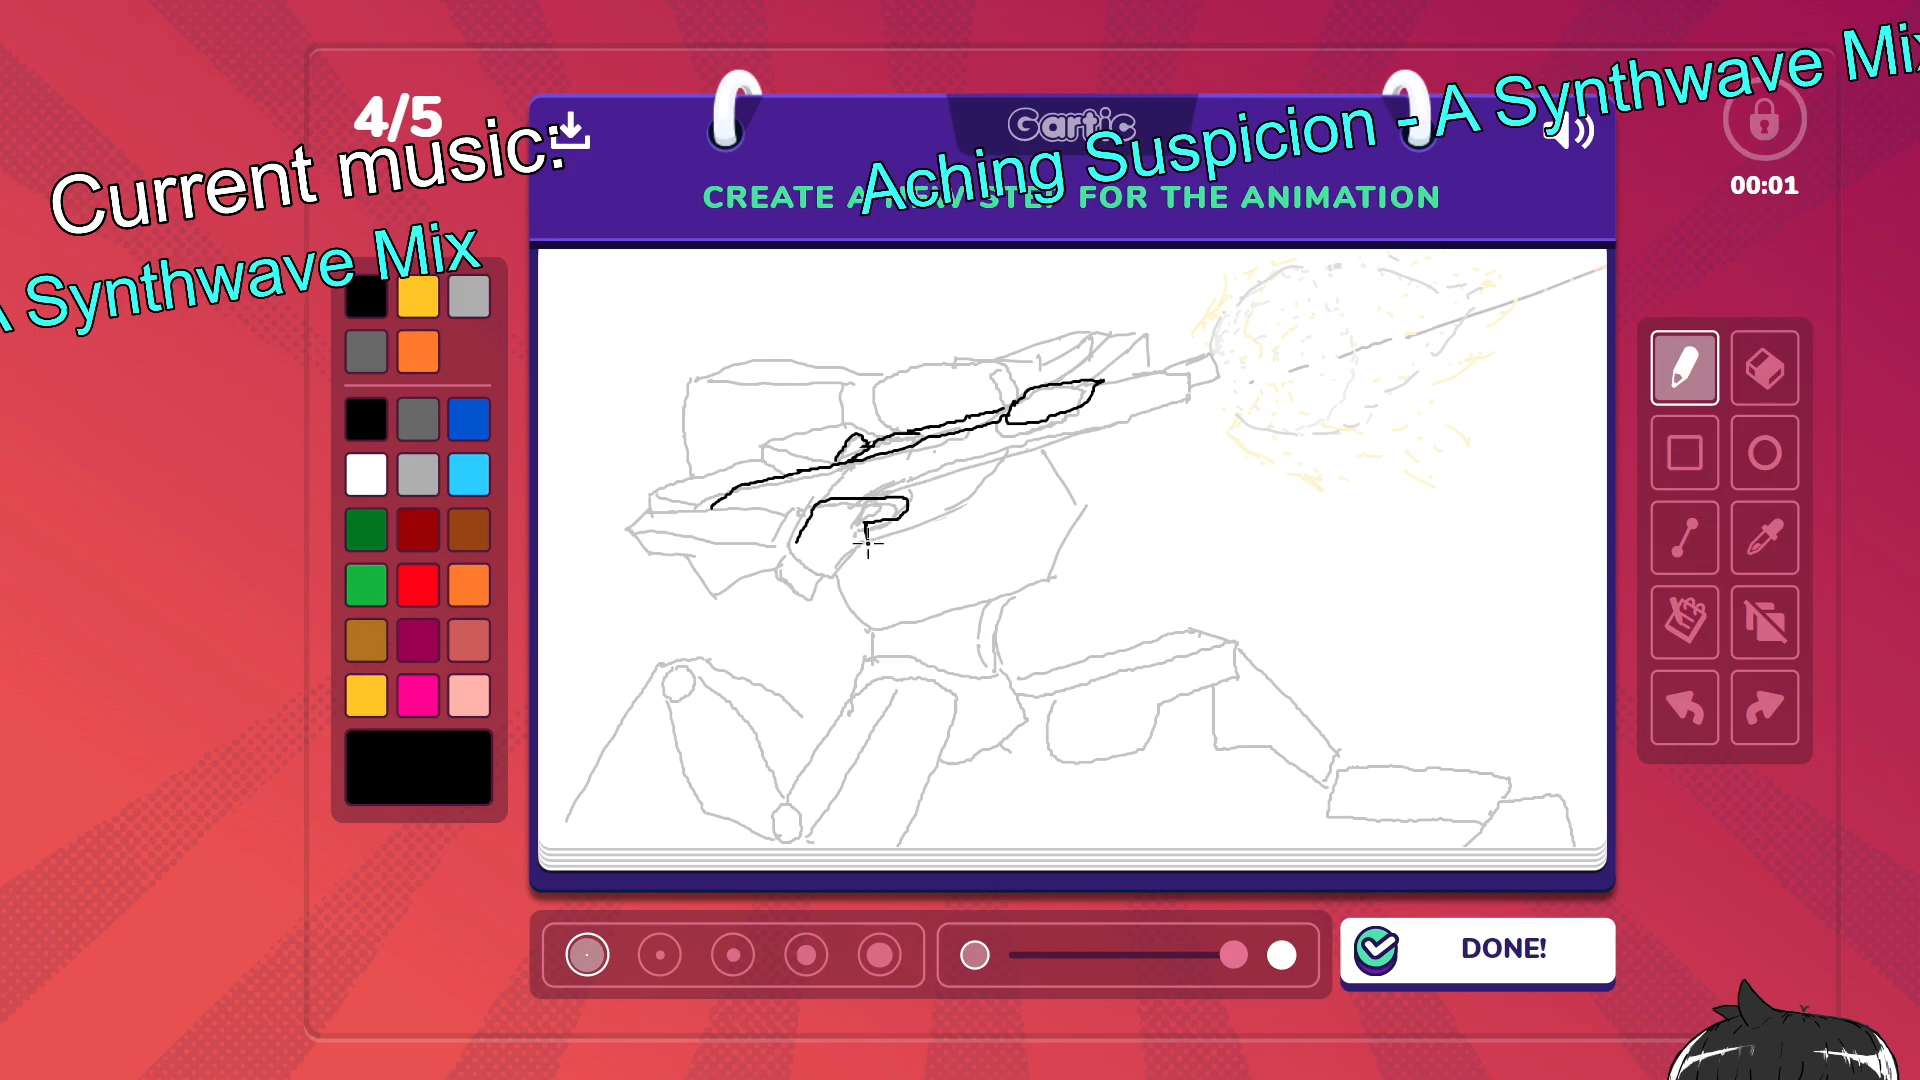 4/5
Current music:
A Synthwave Mix
Gartic
Aching Suspicion - A Synthwave Mix
CREATE A NEW STEP FOR THE ANIMATION
00:01
DONE!